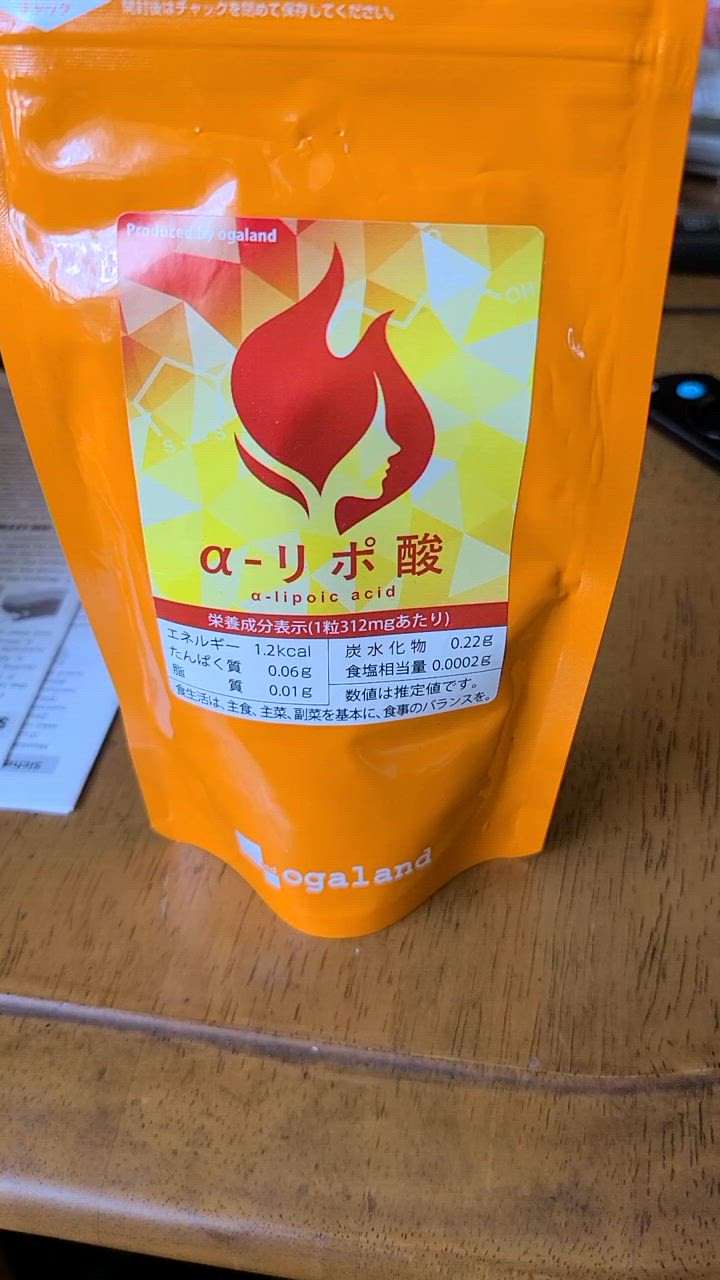 チャック
開封後はチャックを閉めて保存してください。
Produced by ogaland
OH
S S
α-リポ酸
α-lipoic acid
栄養成分表示(1粒312mgあたり)
エネルギー 1.2kcal
たんぱく質 0.06g
脂質 0.01g
炭水化物 0.22g
食塩相当量 0.0002g
数値は推定値です。
食生活は、主食、主菜、副菜を基本に、食事のバランスを。
ogaland